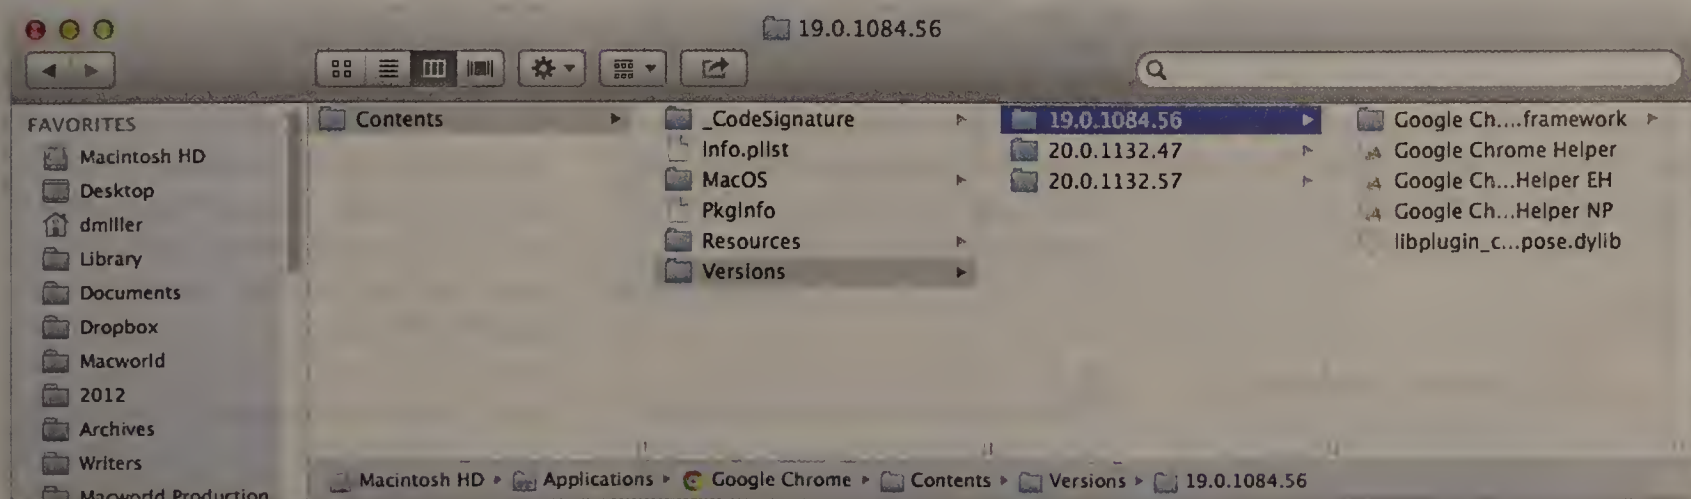 19.0.1084.56
FAVORITES
Macintosh HD
Desktop
dmiller
Library
Documents
Dropbox
Macworld
2012
Archives
Writers
Macworld Production
Contents
_CodeSignature
Info.plist
MacOS
PkgInfo
Resources
Versions
19.0.1084.56
20.0.1132.47
20.0.1132.57
Google Ch....framework
Google Chrome Helper
Google Ch...Helper EH
Google Ch...Helper NP
libplugin_c...pose.dylib
Macintosh HD ▸ Applications ▸ Google Chrome ▸ Contents ▸ Versions ▸ 19.0.1084.56